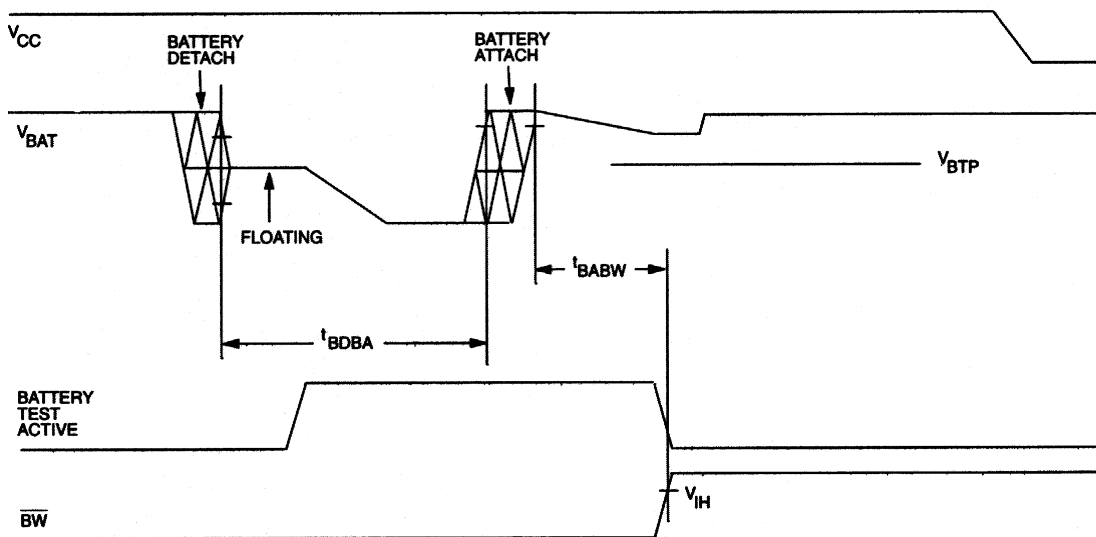 VCC
BATTERY
DETACH
BATTERY
ATTACH
VBAT
VBTP
FLOATING
tBABW
tBDBA
BATTERY
TEST
ACTIVE
VIH
BW